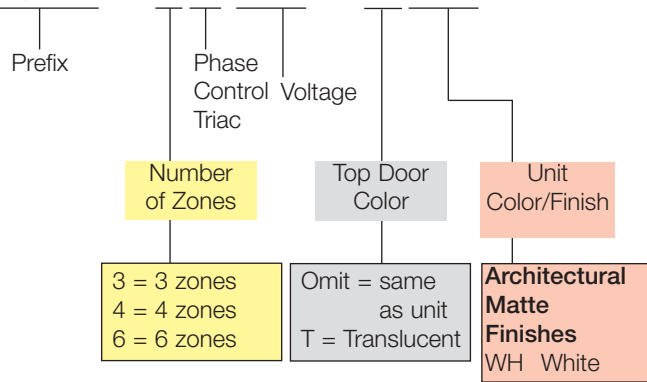 Prefix
Phase
Control
Triac
Voltage
Number
of Zones
Top Door
Color
Unit
Color/Finish
3 = 3 zones
4 = 4 zones
6 = 6 zones
Omit = same
as unit
T = Translucent
Architectural
Matte
Finishes
WH White